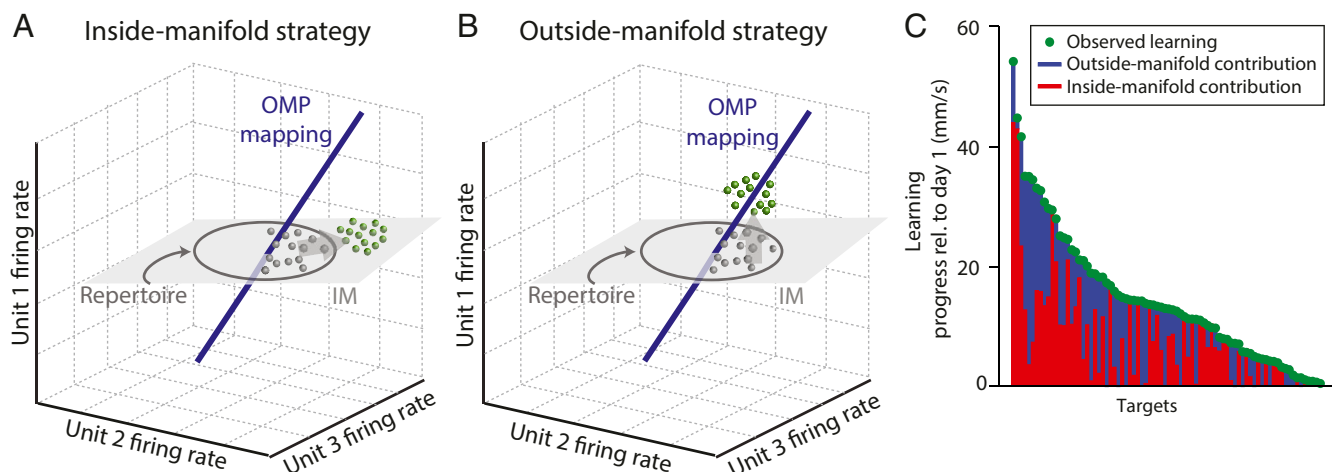 A Inside-manifold strategy
OMP
mapping
Repertoire
IM
Unit 1 firing rate
Unit 2 firing rate
Unit 3 firing rate
B Outside-manifold strategy
OMP
mapping
Repertoire
IM
Unit 1 firing rate
Unit 2 firing rate
Unit 3 firing rate
C
Observed learning
Outside-manifold contribution
Inside-manifold contribution
Learning
progress rel. to day 1 (mm/s)
60
40
20
0
Targets